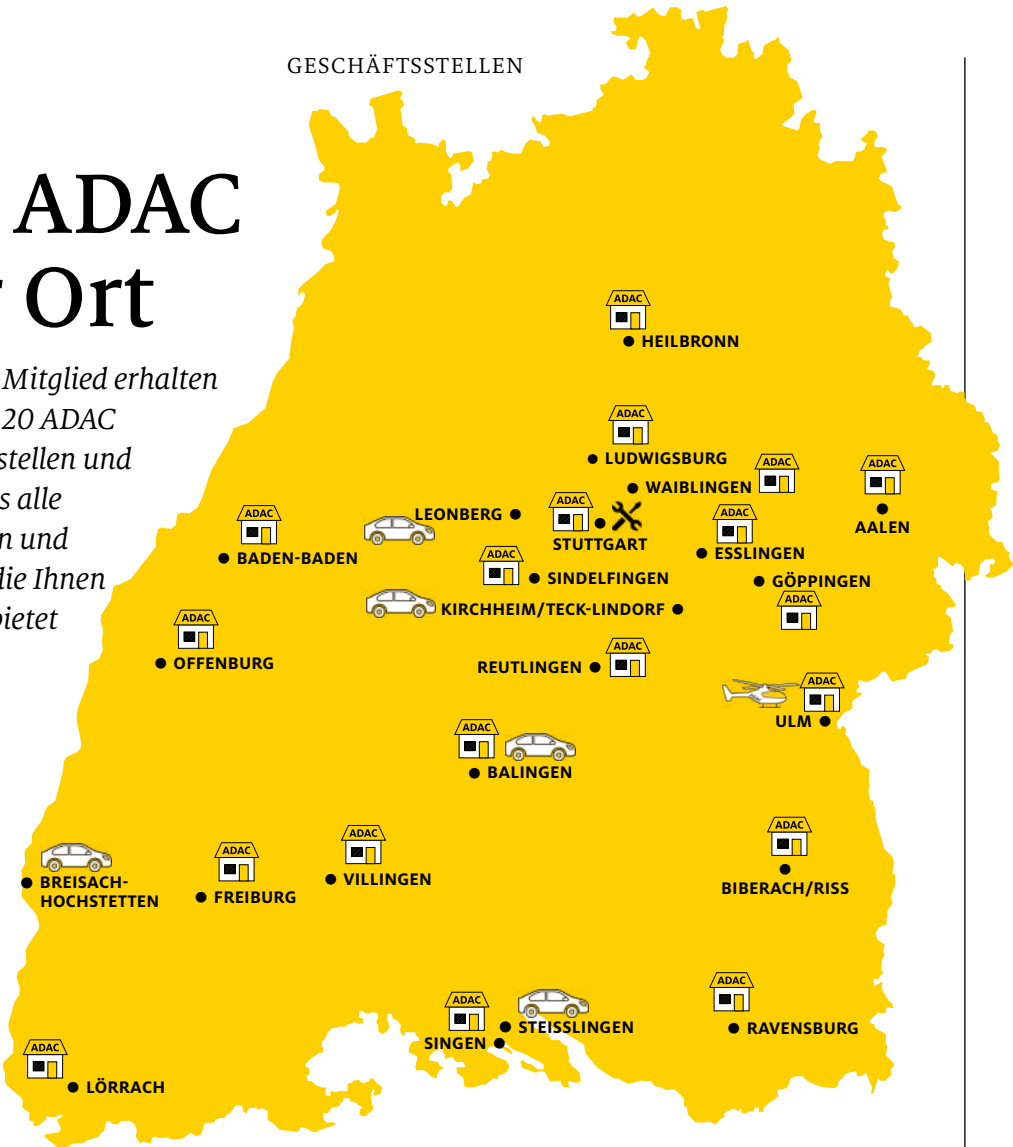 GESCHÄFTSSTELLEN
ADAC
r Ort
Mitglied erhalten
20 ADAC
stellen und
s alle
n und
die Ihnen
bietet
ADAC
HEILBRONN
ADAC
LUDWIGSBURG
ADAC
WAIBLINGEN
ADAC
AALEN
LEONBERG
ADAC
STUTTGART
ADAC
ESSLINGEN
ADAC
BADEN-BADEN
ADAC
SINDELFINGEN
GÖPPINGEN
ADAC
KIRCHHEIM/TECK-LINDORF
ADAC
OFFENBURG
REUTLINGEN
ADAC
ADAC
ULM
ADAC
BALINGEN
ADAC
VILLINGEN
ADAC
BIBERACH/RISS
BREISACH-
HOCHSTETTEN
ADAC
FREIBURG
ADAC
RAVENSBURG
ADAC
STEISSLINGEN
SINGEN
ADAC
LÖRRACH